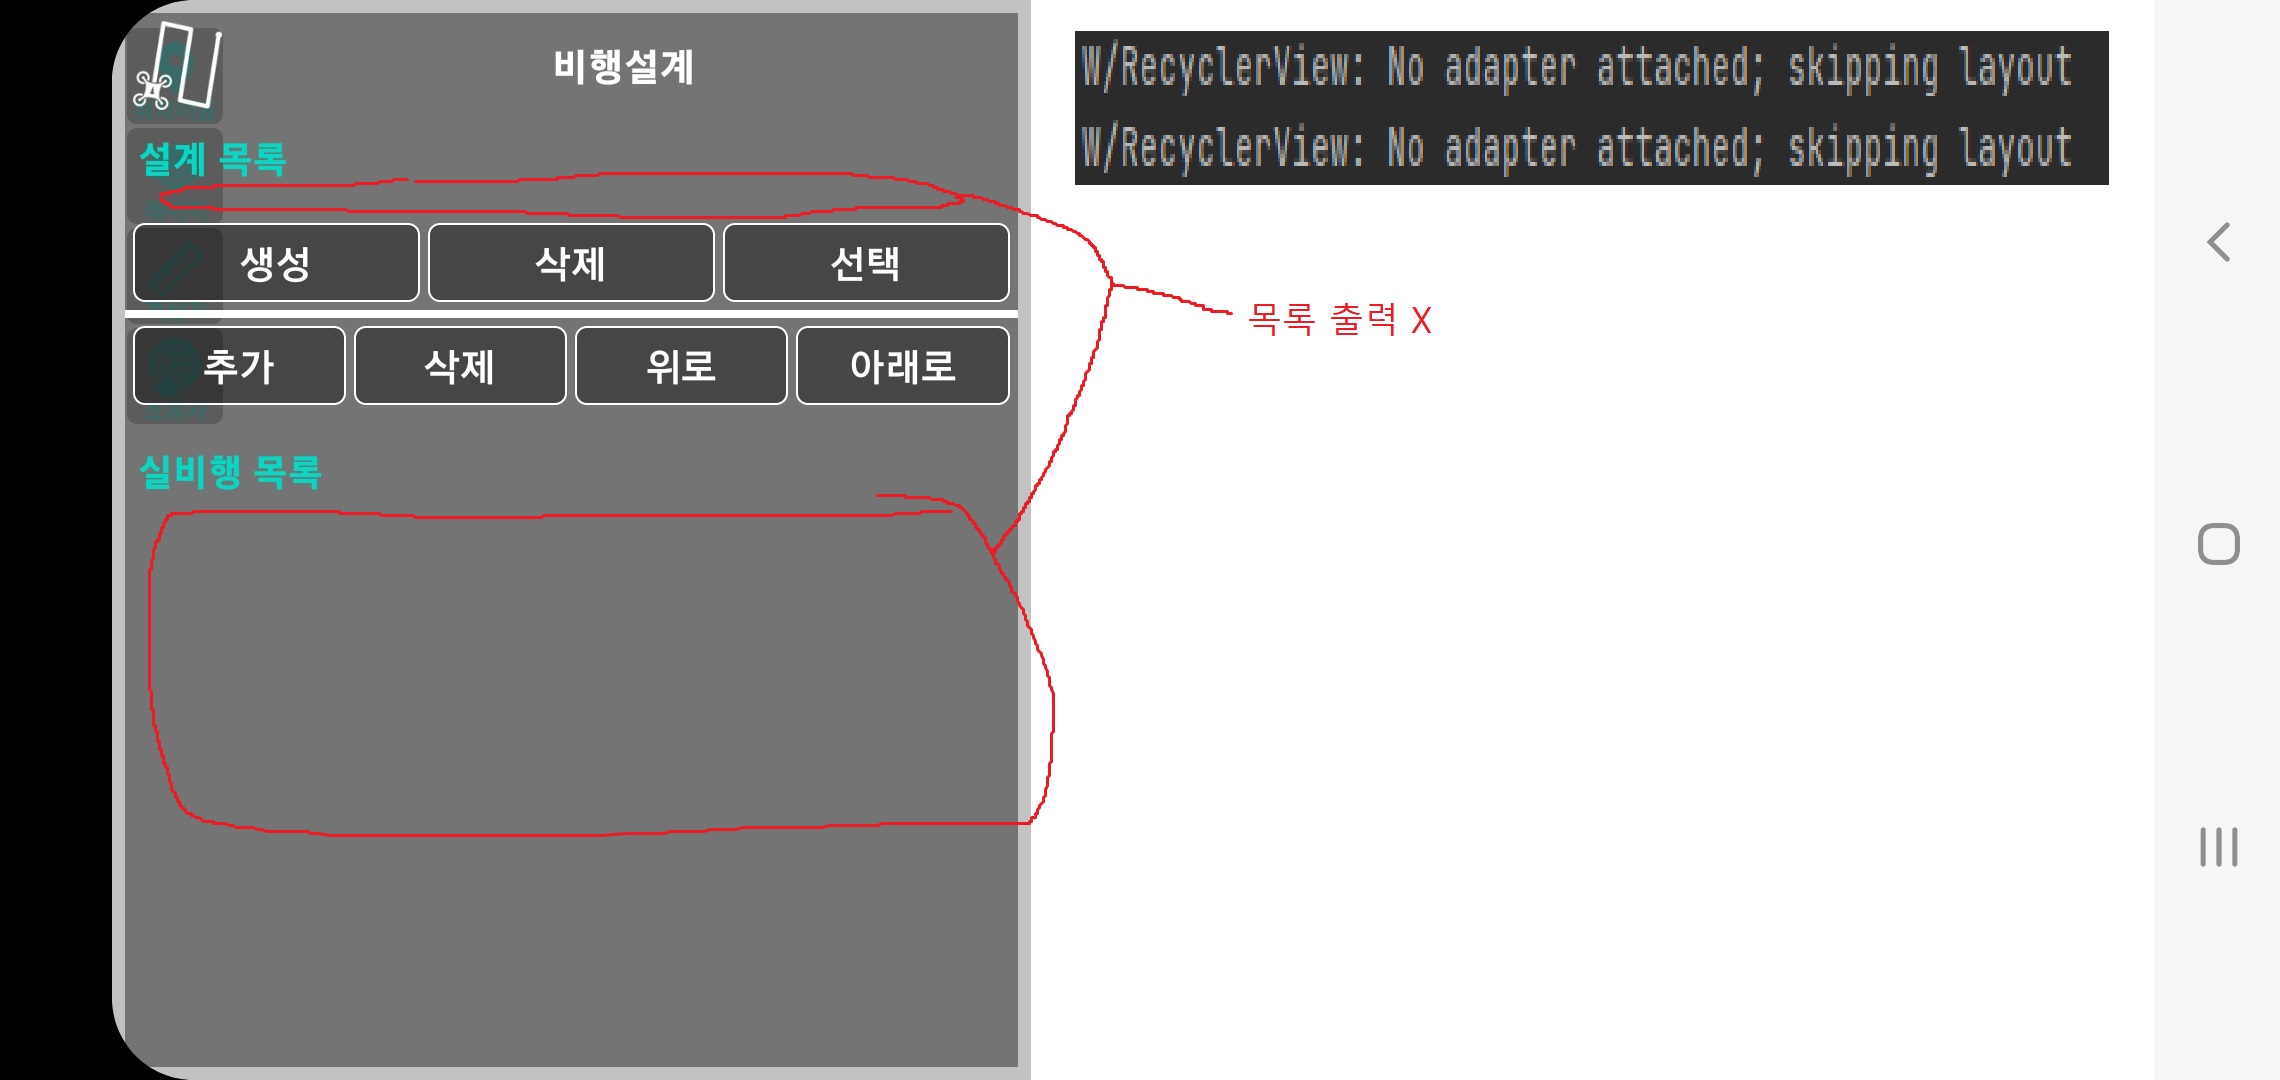 비행설계
설계 목록
생성 삭제 선택
추가 삭제 위로 아래로
실비행 목록
W/RecyclerView: No adapter attached; skipping layout
W/RecyclerView: No adapter attached; skipping layout
목록 출력 X